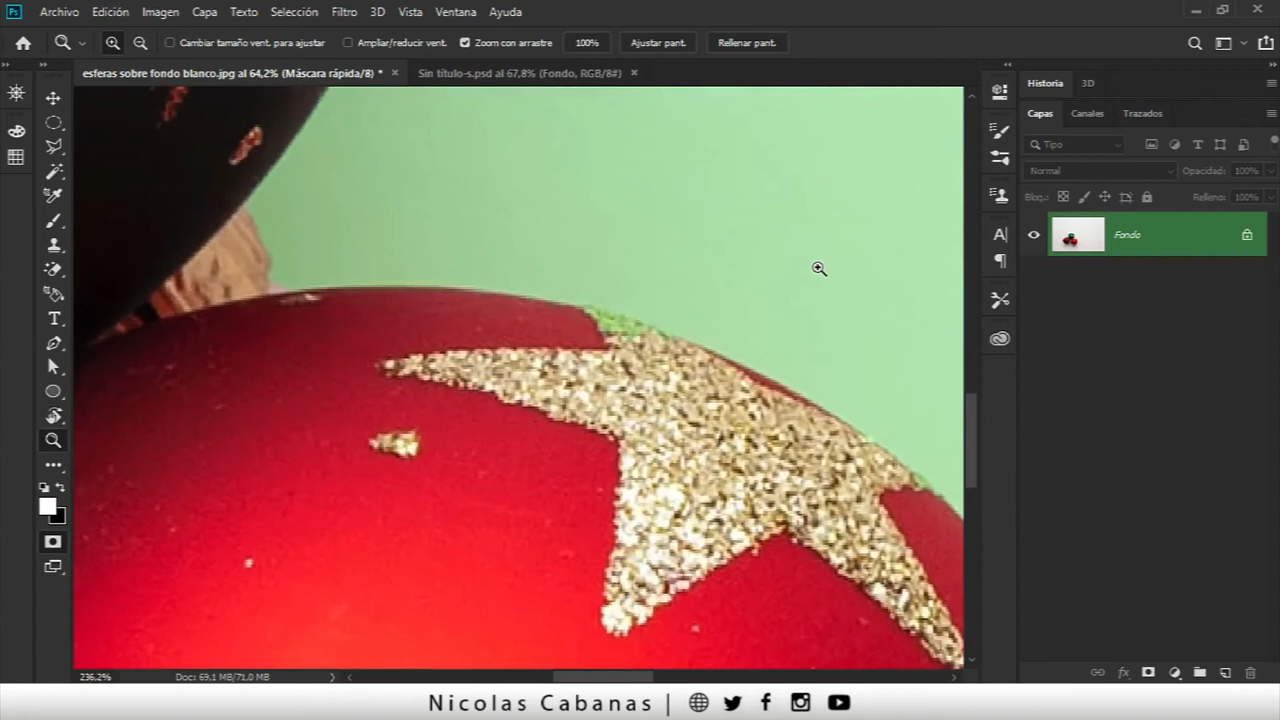 Ps Archivo Edición Imagen Capa Texto Selección Filtro 3D Vista Ventana Ayuda
Cambiar tamaño vent. para ajustar Ampliar/reducir vent. Zoom con arrastre 100% Ajustar pant. Rellenar pant.
esferas sobre fondo blanco.jpg al 64,2% (Máscara rápida/8) * Sin título-s.psd al 67,8% (Fondo, RGB/8#)
Historia 3D
Capas Canales Trazados
Tipo
Normal Opacidad: 100%
Bloq.: Relleno: 100%
Fondo
236,2% Doc: 69,1 MB/71,0 MB
Nicolas Cabanas |